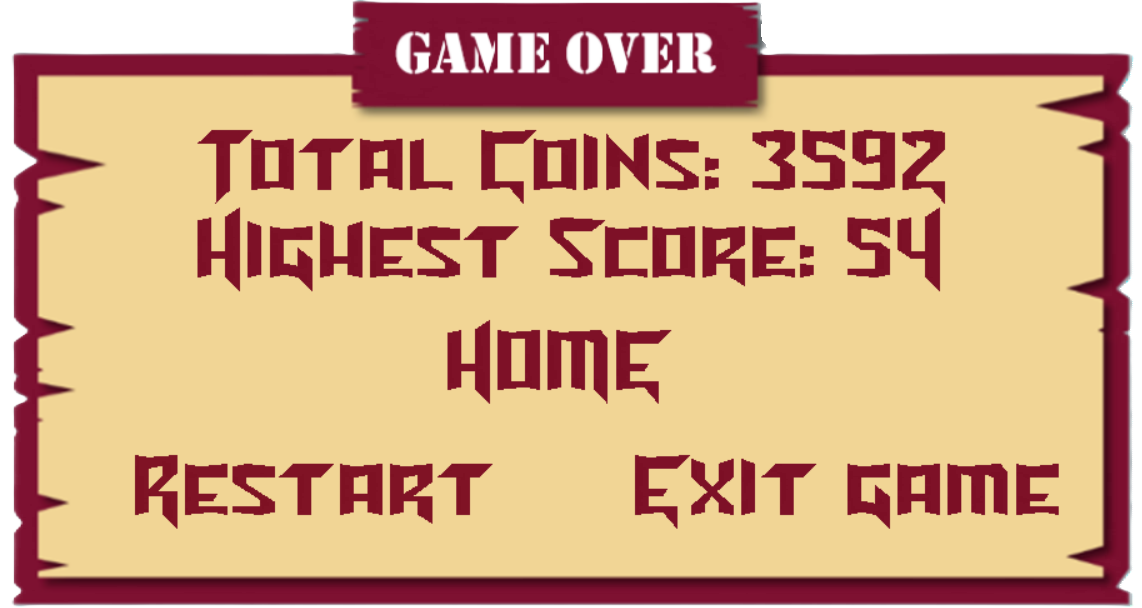 GAME OVER
Total Coins: 3592
Highest Score: 54
Home
Restart Exit game